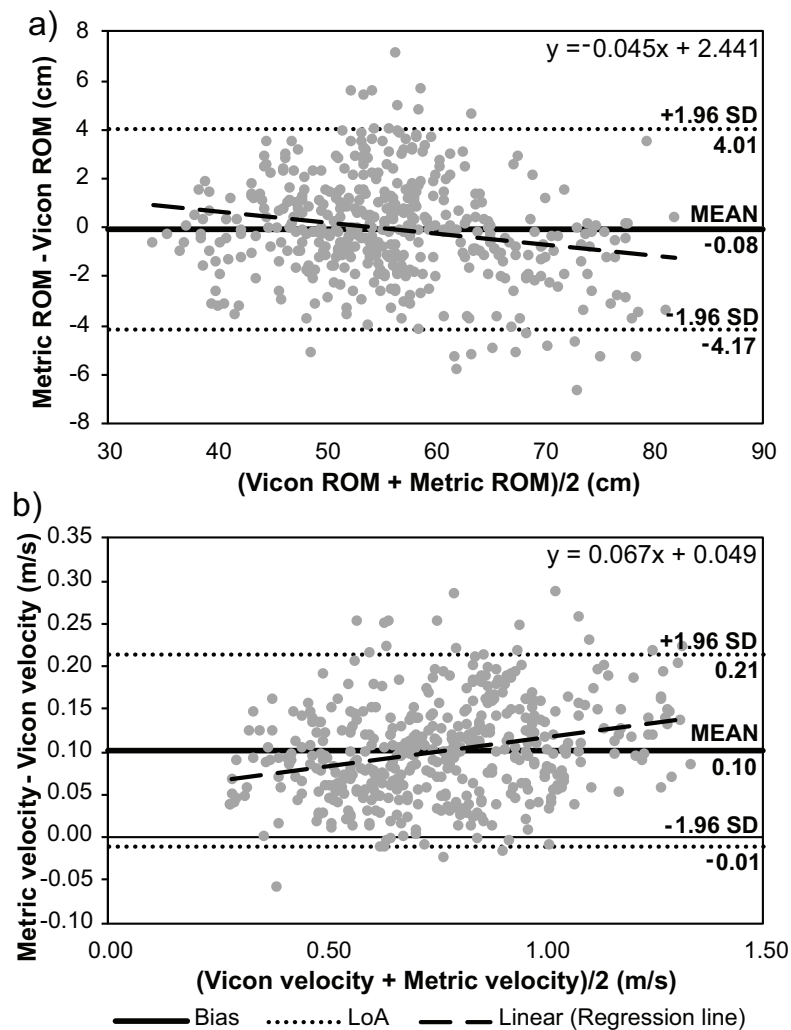 a)
8
6
4
2
0
-2
-4
-6
-8
Metric ROM - Vicon ROM (cm)
y = -0.045x + 2.441
+1.96 SD
4.01
MEAN
-0.08
-1.96 SD
-4.17
30 40 50 60 70 80 90
(Vicon ROM + Metric ROM)/2 (cm)
b)
0.35
0.30
0.25
0.20
0.15
0.10
0.05
0.00
-0.05
-0.10
Metric velocity - Vicon velocity (m/s)
y = 0.067x + 0.049
+1.96 SD
0.21
MEAN
0.10
-1.96 SD
-0.01
0.00 0.50 1.00 1.50
(Vicon velocity + Metric velocity)/2 (m/s)
Bias LoA Linear (Regression line)